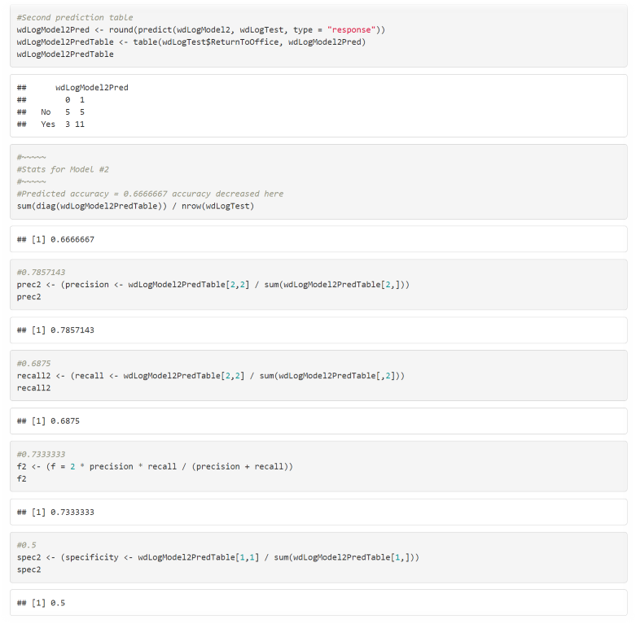 #Second prediction table
wdLogModel2Pred <- round(predict(wdLogModel2, wdLogTest, type = "response"))
wdLogModel2PredTable <- table(wdLogTest$ReturnToOffice, wdLogModel2Pred)
wdLogModel2PredTable
##      wdLogModel2Pred
##        0  1
##   No   5  5
##   Yes  3 11
#~~~~~
#Stats for Model #2
#~~~~~
#Predicted accuracy = 0.6666667 accuracy decreased here
sum(diag(wdLogModel2PredTable)) / nrow(wdLogTest)
## [1] 0.6666667
#0.7857143
prec2 <- (precision <- wdLogModel2PredTable[2,2] / sum(wdLogModel2PredTable[2,]))
prec2
## [1] 0.7857143
#0.6875
recall2 <- (recall <- wdLogModel2PredTable[2,2] / sum(wdLogModel2PredTable[,2]))
recall2
## [1] 0.6875
#0.7333333
f2 <- (f = 2 * precision * recall / (precision + recall))
f2
## [1] 0.7333333
#0.5
spec2 <- (specificity <- wdLogModel2PredTable[1,1] / sum(wdLogModel2PredTable[1,]))
spec2
## [1] 0.5